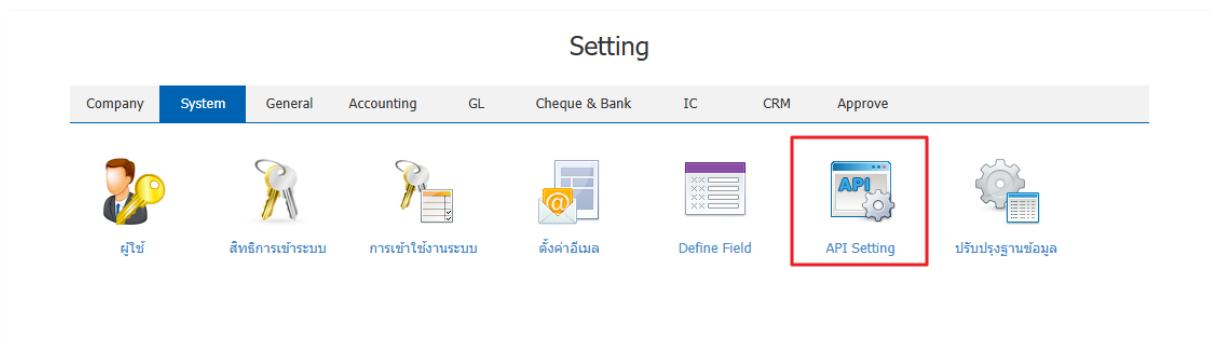 Setting
Company System General Accounting GL Cheque & Bank IC CRM Approve
API
ผู้ใช้ สิทธิการเข้าระบบ การเข้าใช้งานระบบ ตั้งค่าอีเมล Define Field API Setting ปรับปรุงฐานข้อมูล